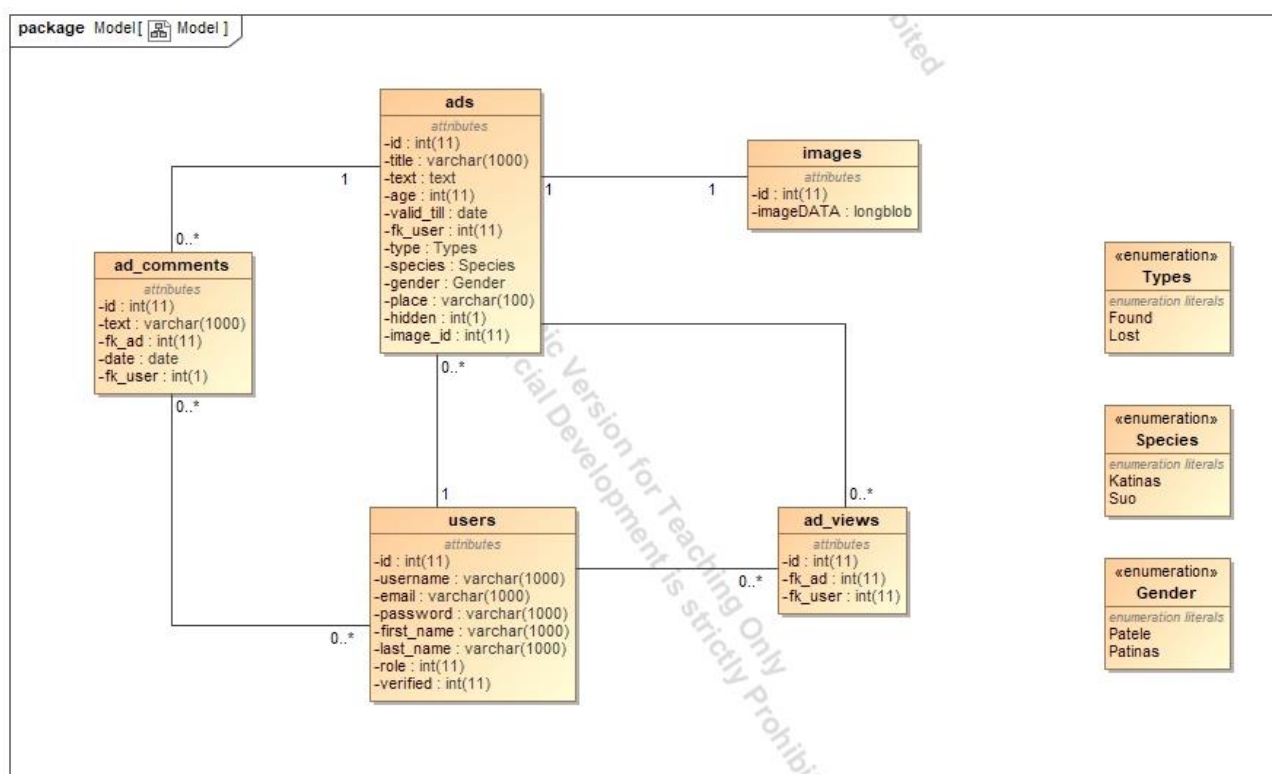 package Model[ Model ]
ads
attributes
-id : int(11)
-title : varchar(1000)
-text : text
-age : int(11)
-valid_till : date
-fk_user : int(11)
-type : Types
-species : Species
-gender : Gender
-place : varchar(100)
-hidden : int(1)
-image_id : int(11)
images
attributes
-id : int(11)
-imageDATA : longblob
1
1
1
0..*
ad_comments
attributes
-id : int(11)
-text : varchar(1000)
-fk_ad : int(11)
-date : date
-fk_user : int(1)
0..*
0..*
0..*
1
users
attributes
-id : int(11)
-username : varchar(1000)
-email : varchar(1000)
-password : varchar(1000)
-first_name : varchar(1000)
-last_name : varchar(1000)
-role : int(11)
-verified : int(11)
0..*
0..*
ad_views
attributes
-id : int(11)
-fk_ad : int(11)
-fk_user : int(11)
«enumeration»
Types
enumeration literals
Found
Lost
«enumeration»
Species
enumeration literals
Katinas
Suo
«enumeration»
Gender
enumeration literals
Patele
Patinas
Version for Teaching Only
Development is strictly